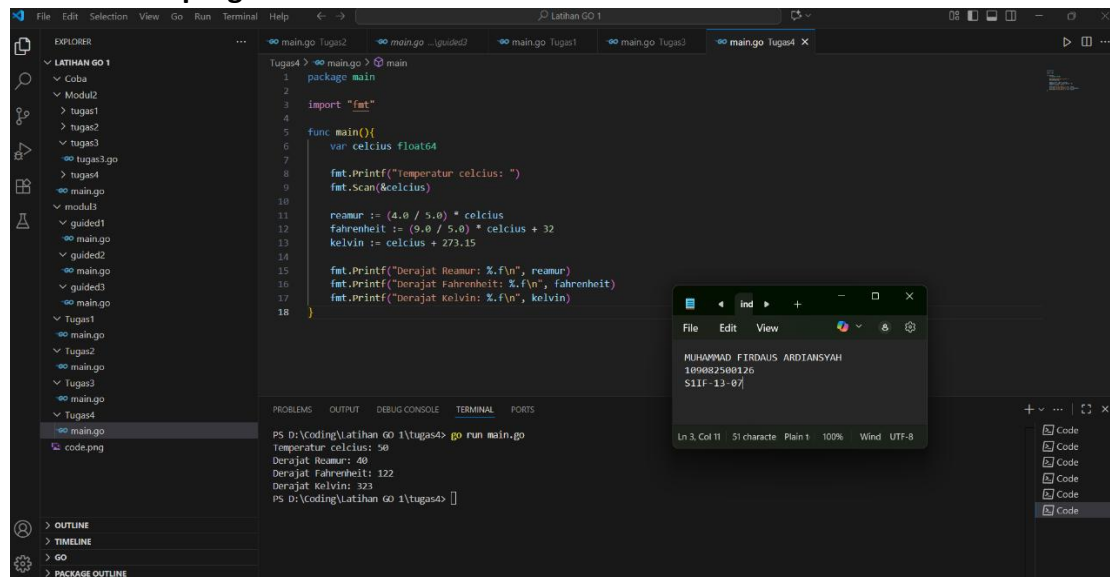 File Edit Selection View Go Run Terminal Help
Latihan GO 1
EXPLORER
LATIHAN GO 1
Coba
Modul2
tugas1
tugas2
tugas3
tugas3.go
tugas4
main.go
modul3
guided1
main.go
guided2
main.go
guided3
main.go
Tugas1
main.go
Tugas2
main.go
Tugas3
main.go
Tugas4
main.go
code.png
OUTLINE
TIMELINE
GO
PACKAGE OUTLINE
main.go Tugas2 main.go ...\guided3 main.go Tugas1 main.go Tugas3 main.go Tugas4
Tugas4 > main.go > main
1 package main
2
3 import "fmt"
4
5 func main(){
6 var celcius float64
7
8 fmt.Printf("Temperatur celcius: ")
9 fmt.Scan(&celcius)
10
11 reamur := (4.0 / 5.0) * celcius
12 fahrenheit := (9.0 / 5.0) * celcius + 32
13 kelvin := celcius + 273.15
14
15 fmt.Printf("Derajat Reamur: %.f\n", reamur)
16 fmt.Printf("Derajat Fahrenheit: %.f\n", fahrenheit)
17 fmt.Printf("Derajat Kelvin: %.f\n", kelvin)
18 }
ind
File Edit View
MUHAMMAD FIRDAUS ARDIANSYAH
109082500126
S1IF-13-07
Ln 3, Col 11 51 characte Plain t 100% Wind UTF-8
PROBLEMS OUTPUT DEBUG CONSOLE TERMINAL PORTS
PS D:\Coding\Latihan GO 1\tugas4> go run main.go
Temperatur celcius: 50
Derajat Reamur: 40
Derajat Fahrenheit: 122
Derajat Kelvin: 323
PS D:\Coding\Latihan GO 1\tugas4>
Code
Code
Code
Code
Code
Code